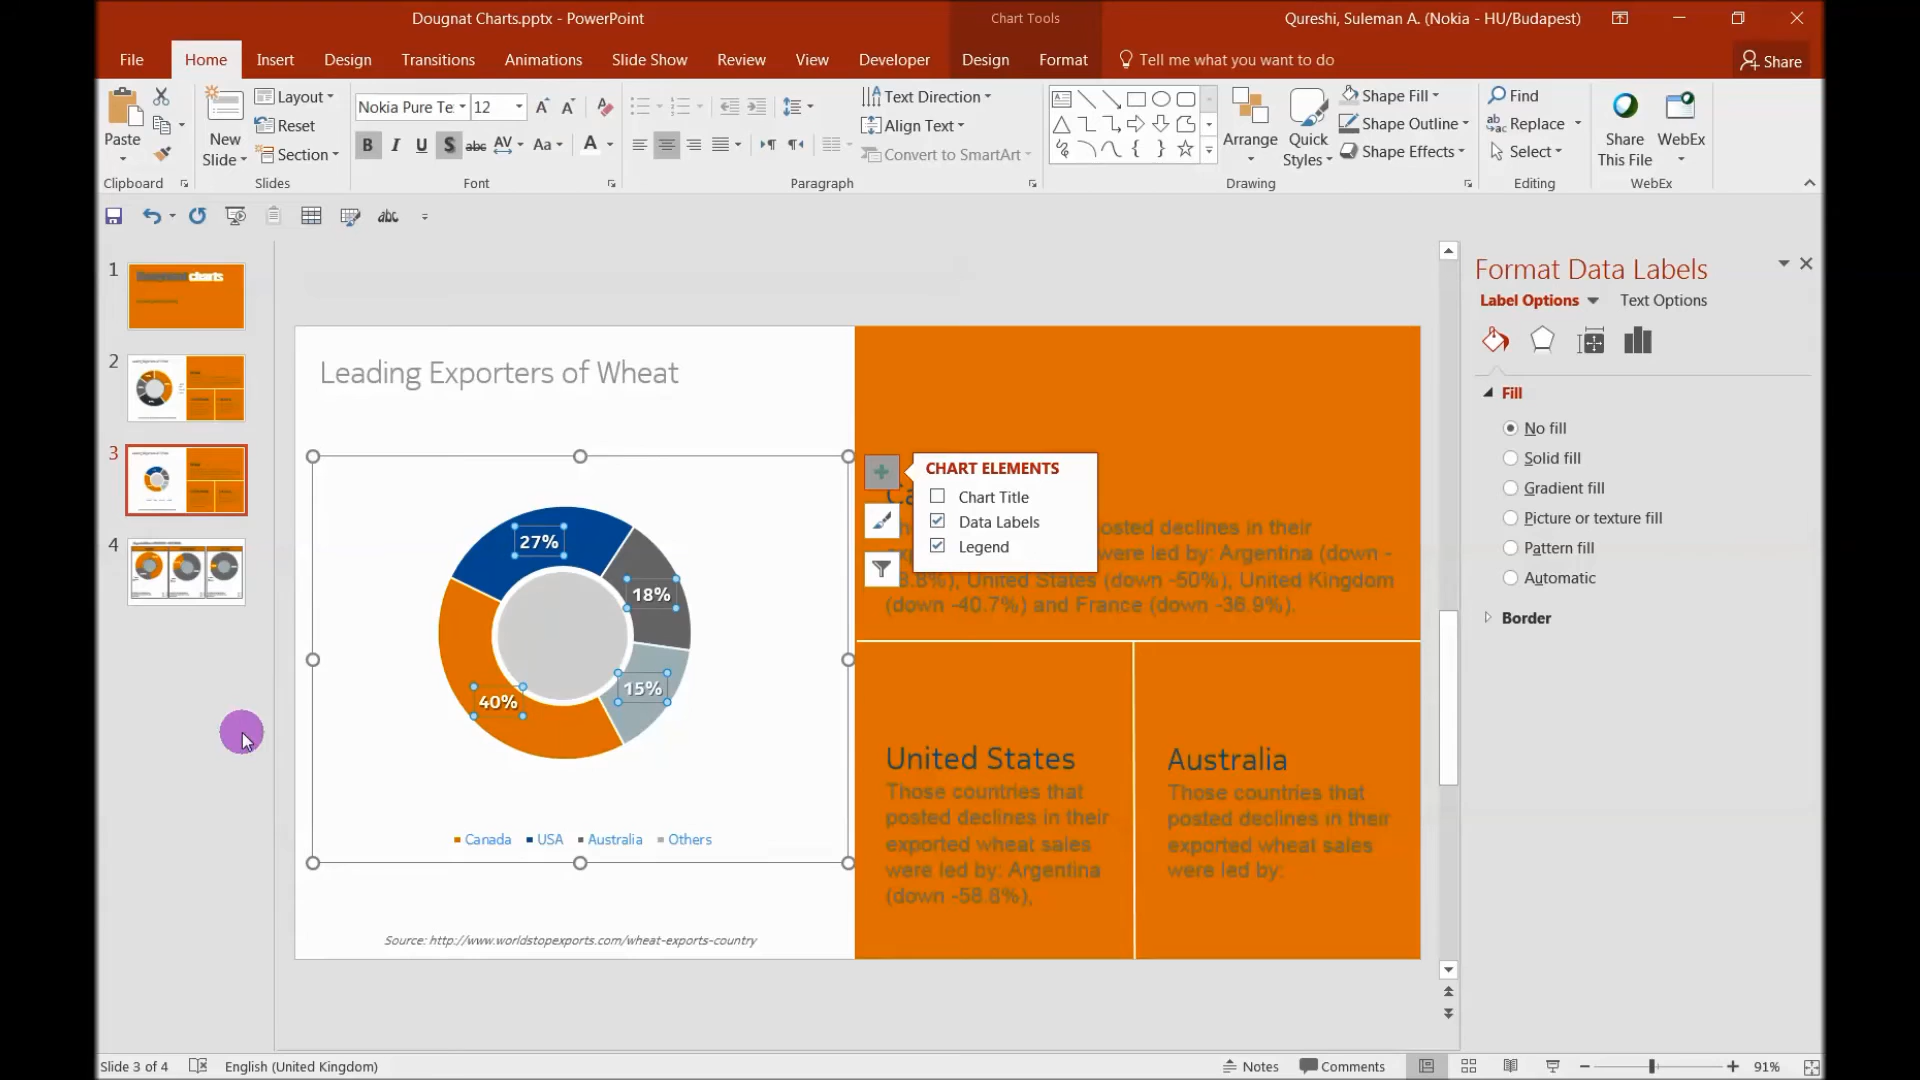 Dougnat Charts.pptx - PowerPoint
Chart Tools
Qureshi, Suleman A. (Nokia - HU/Budapest)
File Home Insert Design Transitions Animations Slide Show Review View Developer Design Format Tell me what you want to do Share
Paste
New Slide
Layout
Reset
Section
Nokia Pure Te 12
B I U S abc AV Aa A
Text Direction
Align Text
Convert to SmartArt
Arrange
Quick Styles
Shape Fill
Shape Outline
Shape Effects
Find
Replace
Select
Share This File
WebEx
Clipboard Slides Font Paragraph Drawing Editing WebEx
abc
1
charts
2
3
4
Leading Exporters of Wheat
27%
18%
15%
40%
Canada USA Australia Others
Source: http://www.worldstopexports.com/wheat-exports-country
CHART ELEMENTS
Chart Title
Data Labels
Legend
posted declines in their
were led by: Argentina (down -
8.8%), United States (down -50%), United Kingdom
(down -40.7%) and France (down -36.9%).
United States
Those countries that
posted declines in their
exported wheat sales
were led by: Argentina
(down -58.8%),
Australia
Those countries that
posted declines in their
exported wheat sales
were led by:
Format Data Labels
Label Options Text Options
Fill
No fill
Solid fill
Gradient fill
Picture or texture fill
Pattern fill
Automatic
Border
Slide 3 of 4 English (United Kingdom) Notes Comments 91%